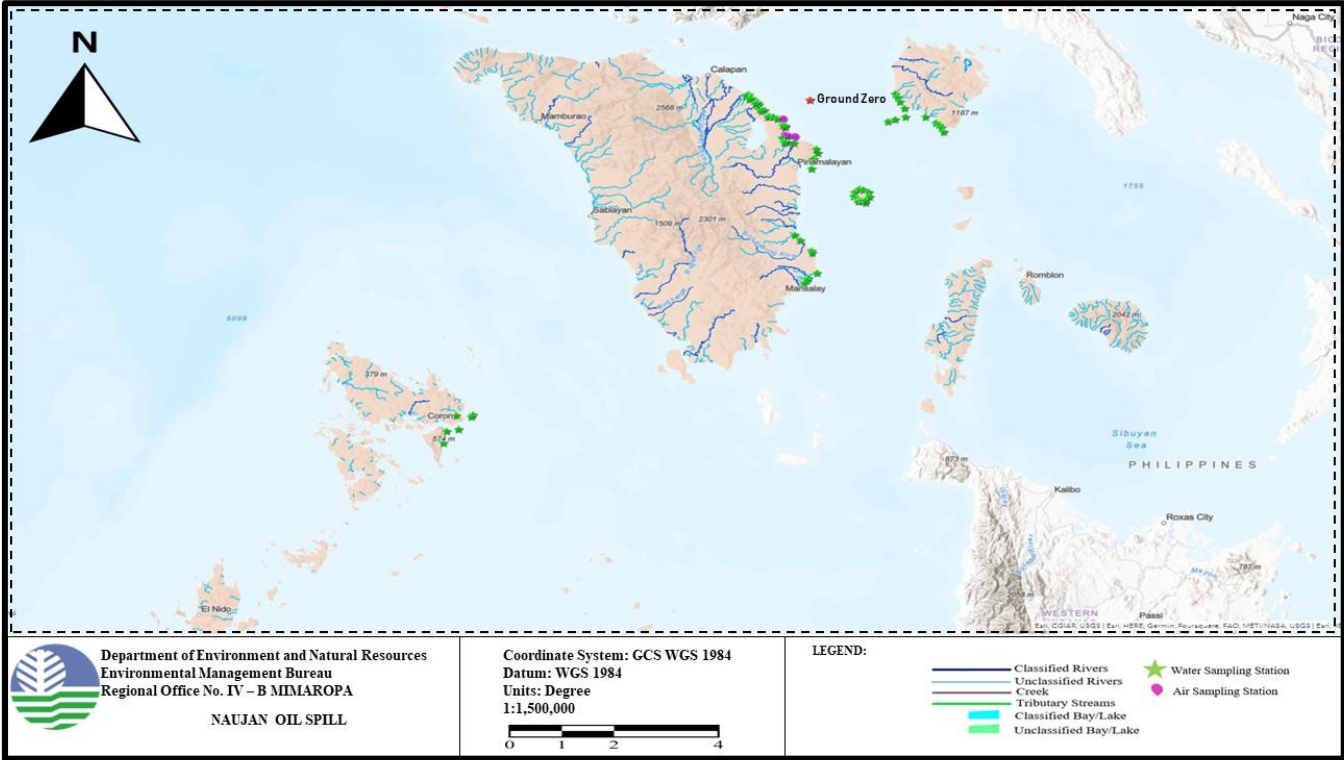 N
Naga City
Calapan
2568 m
Ground Zero
1187 m
Mamburao
Pinamalayan
1756
Sablayan
1509 m
2301 m
Mansalay
Romblon
2042 m
5099
379 m
Coron
574 m
Sibuyan
Sea
PHILIPPINES
673 m
Kalibo
Roxas City
787 m
El Nido
WESTERN
Passi
Department of Environment and Natural Resources
Environmental Management Bureau
Regional Office No. IV – B MIMAROPA
NAUJAN OIL SPILL
Coordinate System: GCS WGS 1984
Datum: WGS 1984
Units: Degree
1:1,500,000
0 1 2 4
LEGEND:
Classified Rivers
Unclassified Rivers
Creek
Tributary Streams
Classified Bay/Lake
Unclassified Bay/Lake
Water Sampling Station
Air Sampling Station